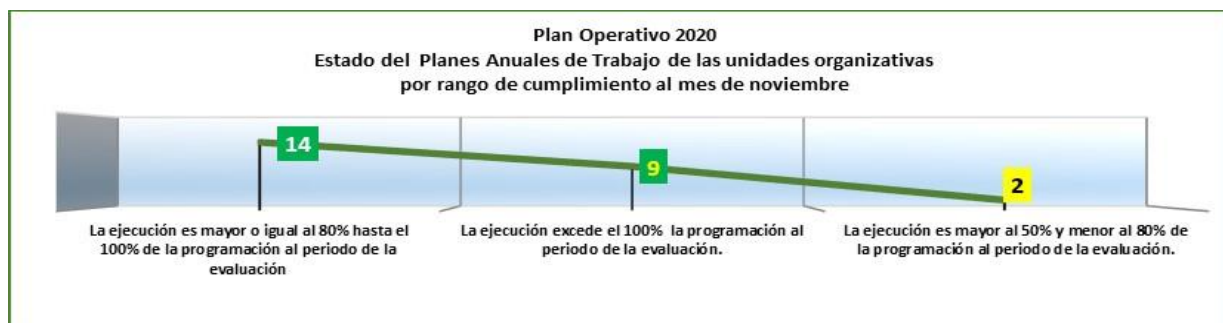 Plan Operativo 2020
Estado del Planes Anuales de Trabajo de las unidades organizativas
por rango de cumplimiento al mes de noviembre
14
9
2
La ejecución es mayor o igual al 80% hasta el
100% de la programación al periodo de la
evaluación
La ejecución excede el 100% la programación al
periodo de la evaluación.
La ejecución es mayor al 50% y menor al 80% de
la programación al periodo de la evaluación.